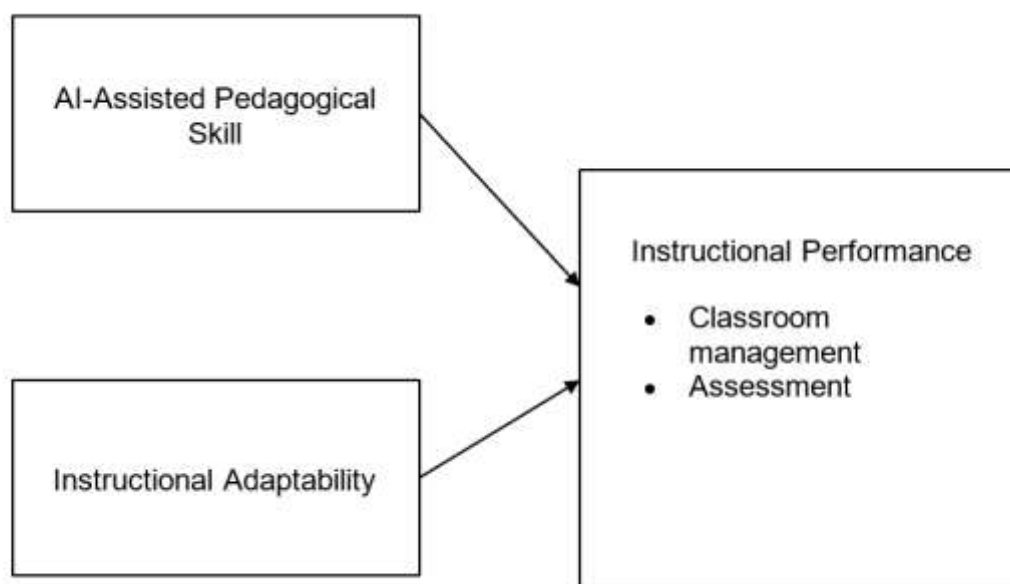 AI-Assisted Pedagogical
Skill
Instructional Adaptability
Instructional Performance
• Classroom
management
• Assessment